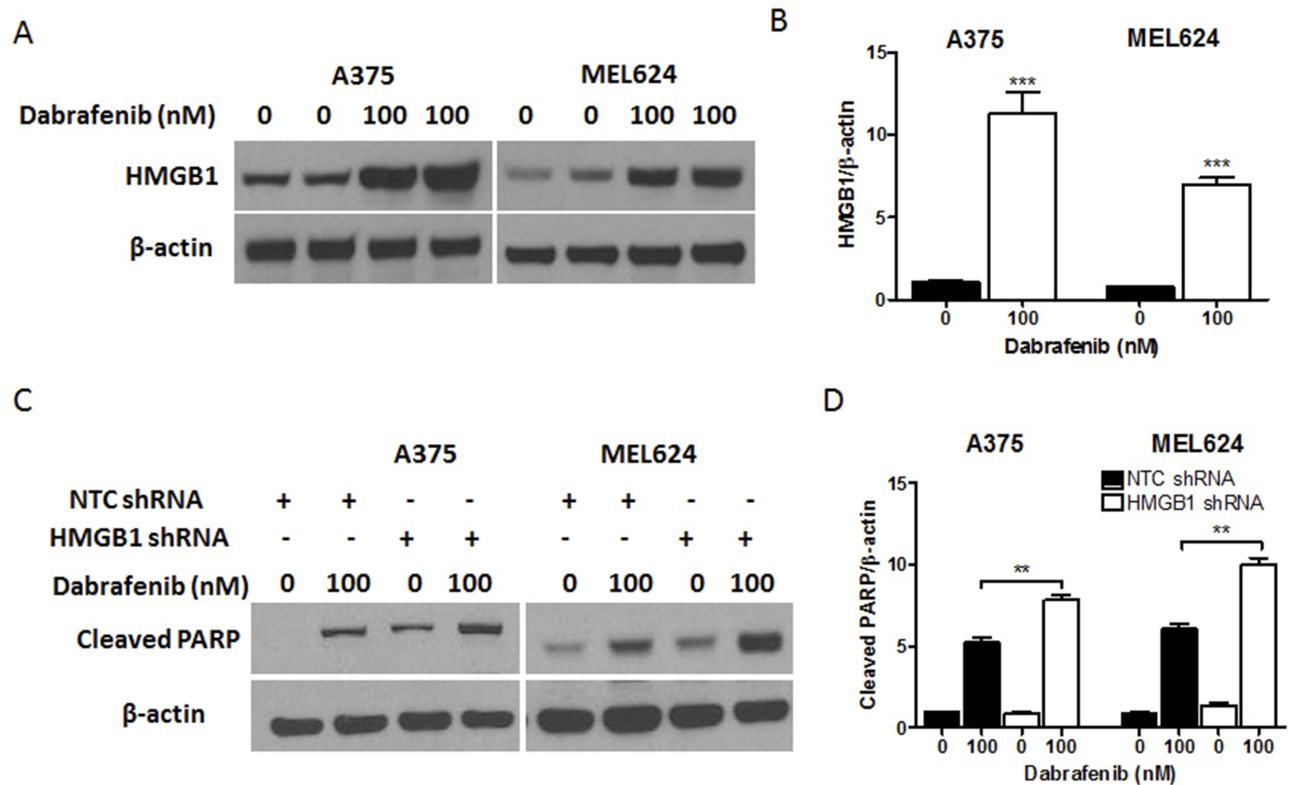 A
A375 MEL624
Dabrafenib (nM) 0 0 100 100 0 0 100 100
HMGB1
β-actin
B
A375 MEL624
15
10
5
0
HMGB1/β-actin
*** ***
0 100 0 100
Dabrafenib (nM)
C
A375 MEL624
NTC shRNA + + - - + + - -
HMGB1 shRNA - - + + - - + +
Dabrafenib (nM) 0 100 0 100 0 100 0 100
Cleaved PARP
β-actin
D
A375 MEL624
NTC shRNA
HMGB1 shRNA
15
10
5
0
Cleaved PARP/β-actin
** **
0 100 0 100 0 100 0 100
Dabrafenib (nM)